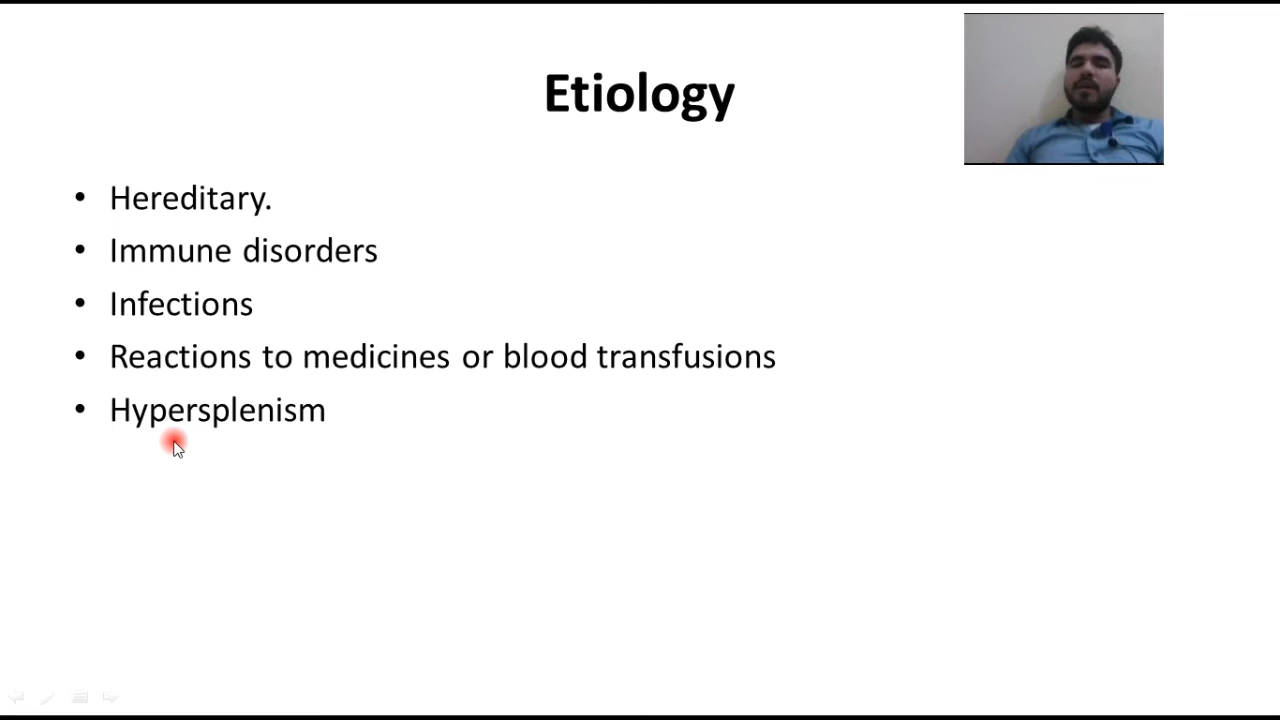 Etiology
• Hereditary.
• Immune disorders
• Infections
• Reactions to medicines or blood transfusions
• Hypersplenism